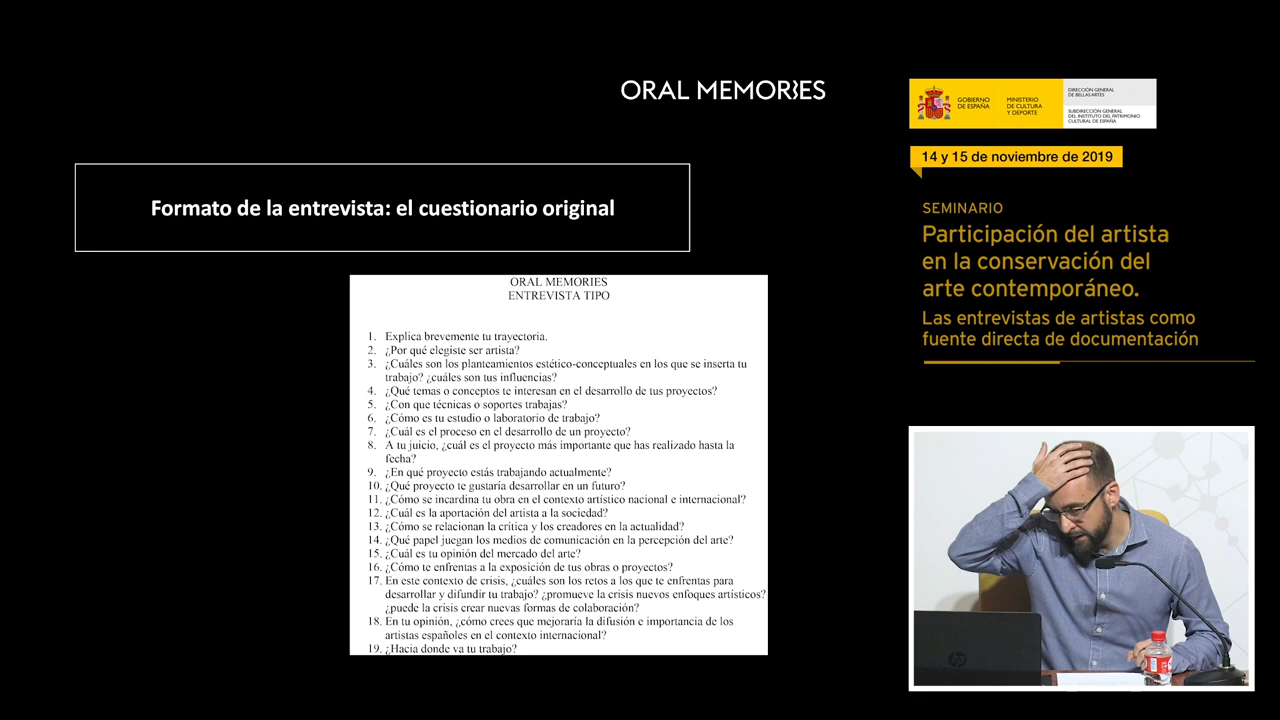 ORAL MEMORIES
Formato de la entrevista: el cuestionario original
ORAL MEMORIES
ENTREVISTA TIPO
1. Explica brevemente tu trayectoria.
2. ¿Por qué elegiste ser artista?
3. ¿Cuáles son los planteamientos estético-conceptuales en los que se inserta tu
trabajo? ¿cuáles son tus influencias?
4. ¿Qué temas o conceptos te interesan en el desarrollo de tus proyectos?
5. ¿Con que técnicas o soportes trabajas?
6. ¿Cómo es tu estudio o laboratorio de trabajo?
7. ¿Cuál es el proceso en el desarrollo de un proyecto?
8. A tu juicio, ¿cuál es el proyecto más importante que has realizado hasta la
fecha?
9. ¿En qué proyecto estás trabajando actualmente?
10. ¿Qué proyecto te gustaría desarrollar en un futuro?
11. ¿Cómo se incardina tu obra en el contexto artístico nacional e internacional?
12. ¿Cuál es la aportación del artista a la sociedad?
13. ¿Cómo se relacionan la crítica y los creadores en la actualidad?
14. ¿Qué papel juegan los medios de comunicación en la percepción del arte?
15. ¿Cuál es tu opinión del mercado del arte?
16. ¿Cómo te enfrentas a la exposición de tus obras o proyectos?
17. En este contexto de crisis, ¿cuáles son los retos a los que te enfrentas para
desarrollar y difundir tu trabajo? ¿promueve la crisis nuevos enfoques artísticos?
¿puede la crisis crear nuevas formas de colaboración?
18. En tu opinión, ¿cómo crees que mejoraría la difusión e importancia de los
artistas españoles en el contexto internacional?
19. ¿Hacia donde va tu trabajo?
GOBIERNO
DE ESPAÑA
MINISTERIO
DE CULTURA
Y DEPORTE
DIRECCIÓN GENERAL
DE BELLAS ARTES
SUBDIRECCIÓN GENERAL
DEL INSTITUTO DEL PATRIMONIO
CULTURAL DE ESPAÑA
14 y 15 de noviembre de 2019
SEMINARIO
Participación del artista
en la conservación del
arte contemporáneo.
Las entrevistas de artistas como
fuente directa de documentación
hp